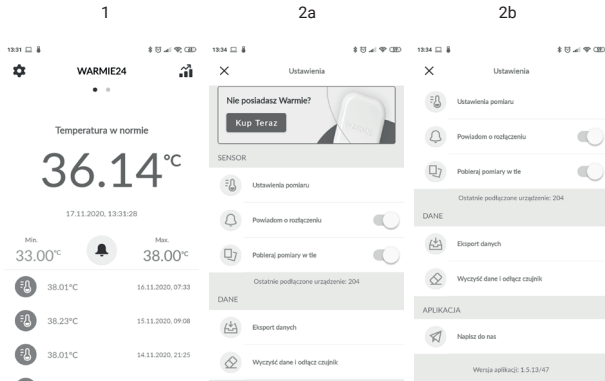 1
2a
2b
13:31
WARMIE24
Temperatura w normie
36.14°C
17.11.2020, 13:31:28
Min.
33.00°C
Max.
38.00°C
38.01°C
16.11.2020, 07:33
38.23°C
15.11.2020, 09:08
38.01°C
14.11.2020, 21:25
13:34
Ustawienia
Nie posiadasz Warmie?
Kup Teraz
SENSOR
Ustawienia pomiaru
Powiadom o rozłączeniu
Pobieraj pomiary w tle
Ostatnie podłączone urządzenie: 204
DANE
Eksport danych
Wyczyść dane i odłącz czujnik
13:34
Ustawienia
Ustawienia pomiaru
Powiadom o rozłączeniu
Pobieraj pomiary w tle
Ostatnie podłączone urządzenie: 204
DANE
Eksport danych
Wyczyść dane i odłącz czujnik
APLIKACJA
Napisz do nas
Wersja aplikacji: 1.5.13/47